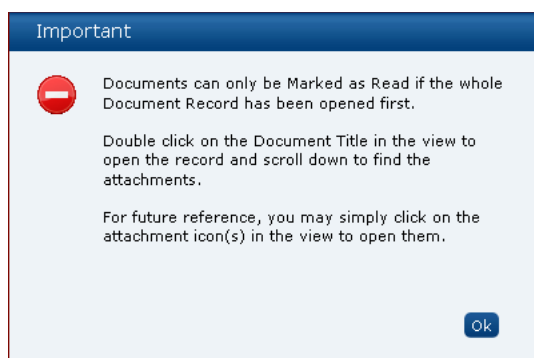 Important
Documents can only be Marked as Read if the whole
Document Record has been opened first.
Double click on the Document Title in the view to
open the record and scroll down to find the
attachments.
For future reference, you may simply click on the
attachment icon(s) in the view to open them.
Ok